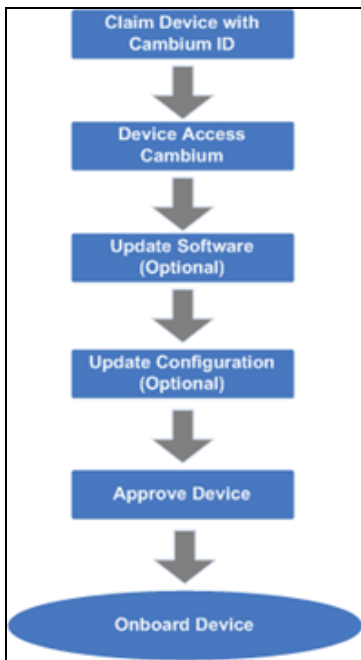 Claim Device with
Cambium ID
Device Access
Cambium
Update Software
(Optional)
Update Configuration
(Optional)
Approve Device
Onboard Device